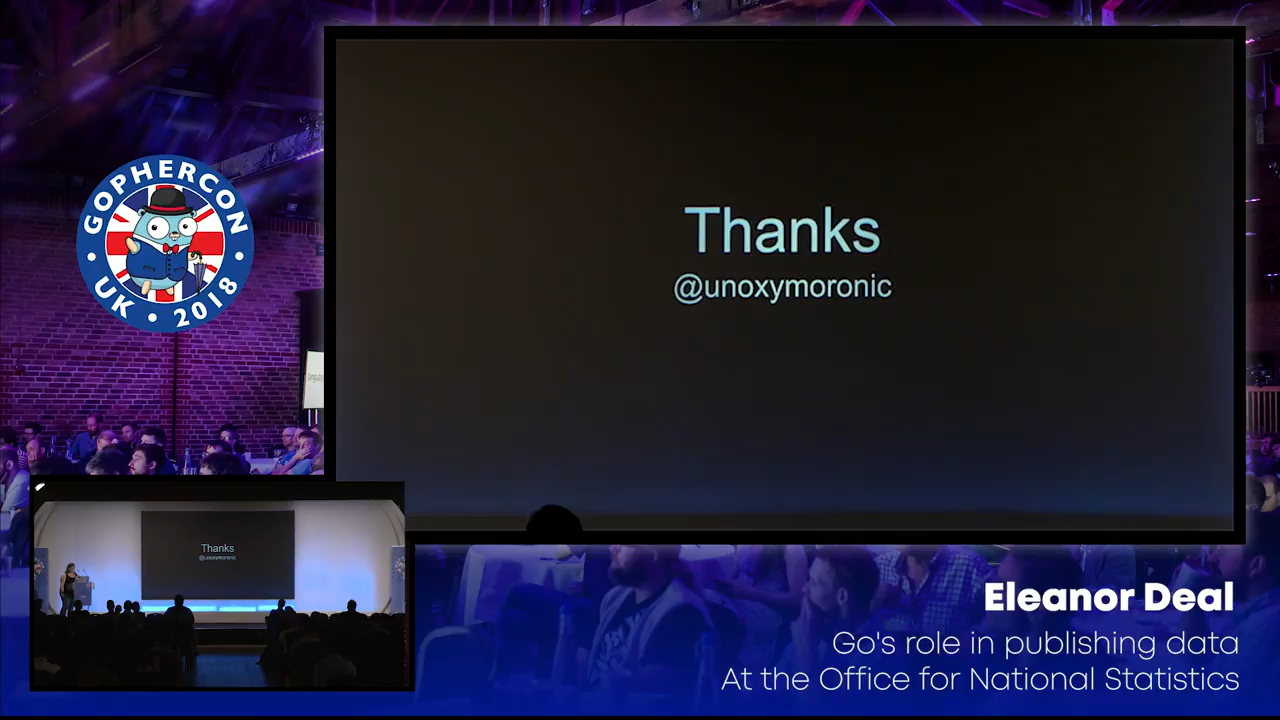 GOPHERCON
UK • 2018
Thanks
@unoxymoronic
Thanks
@unoxymoronic
Eleanor Deal
Go's role in publishing data
At the Office for National Statistics